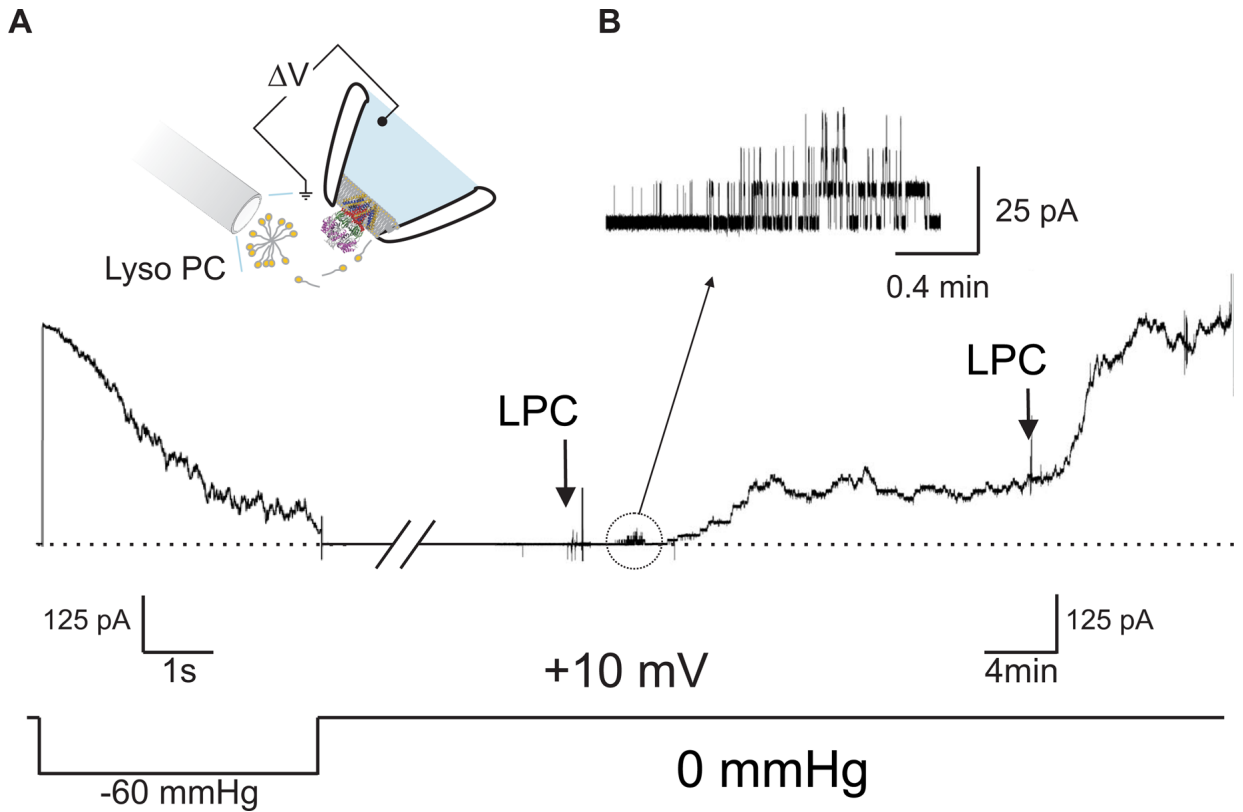 A
B
ΔV
Lyso PC
25 pA
0.4 min
LPC
LPC
125 pA
1s
+10 mV
125 pA
4min
-60 mmHg
0 mmHg